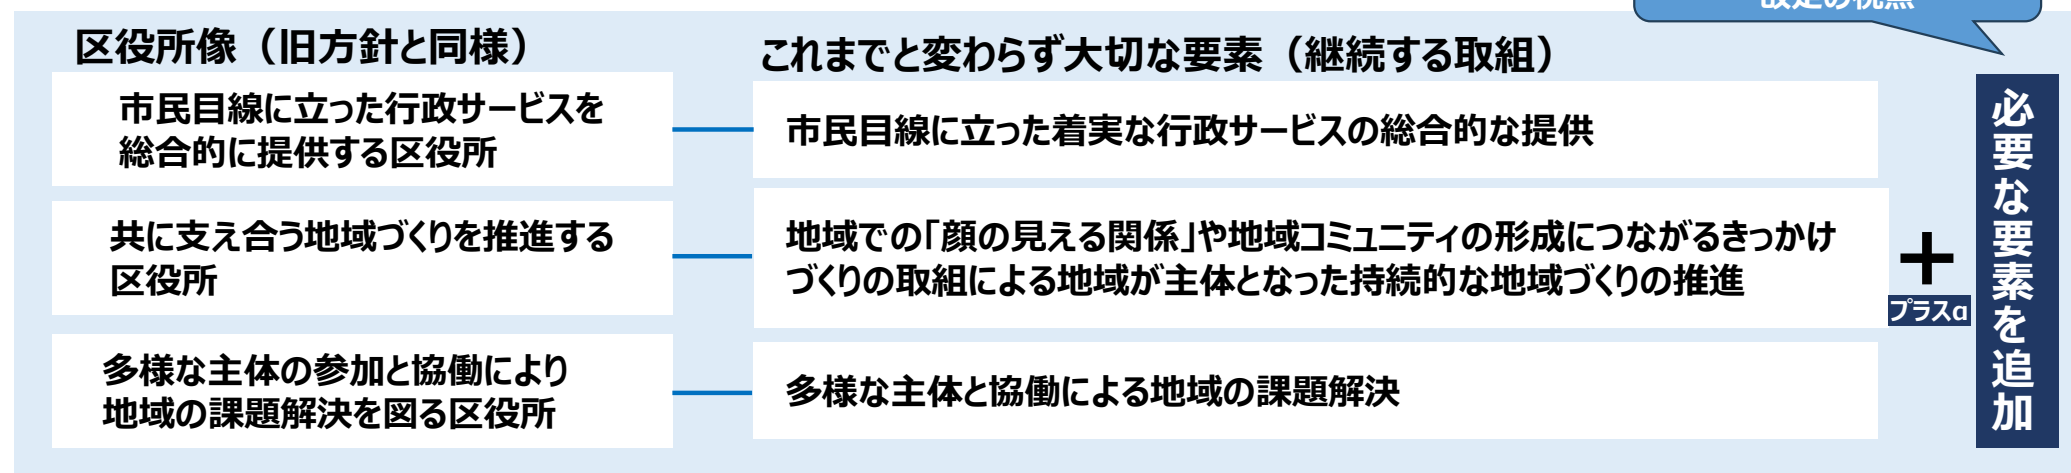 区役所像（旧方針と同様）
これまでと変わらず大切な要素（継続する取組）
市民目線に立った行政サービスを
総合的に提供する区役所
市民目線に立った着実な行政サービスの総合的な提供
共に支え合う地域づくりを推進する
区役所
地域での「顔の見える関係」や地域コミュニティの形成につながるきっかけ
づくりの取組による地域が主体となった持続的な地域づくりの推進
多様な主体の参加と協働により
地域の課題解決を図る区役所
多様な主体と協働による地域の課題解決
＋
プラスα
必要な要素を追加